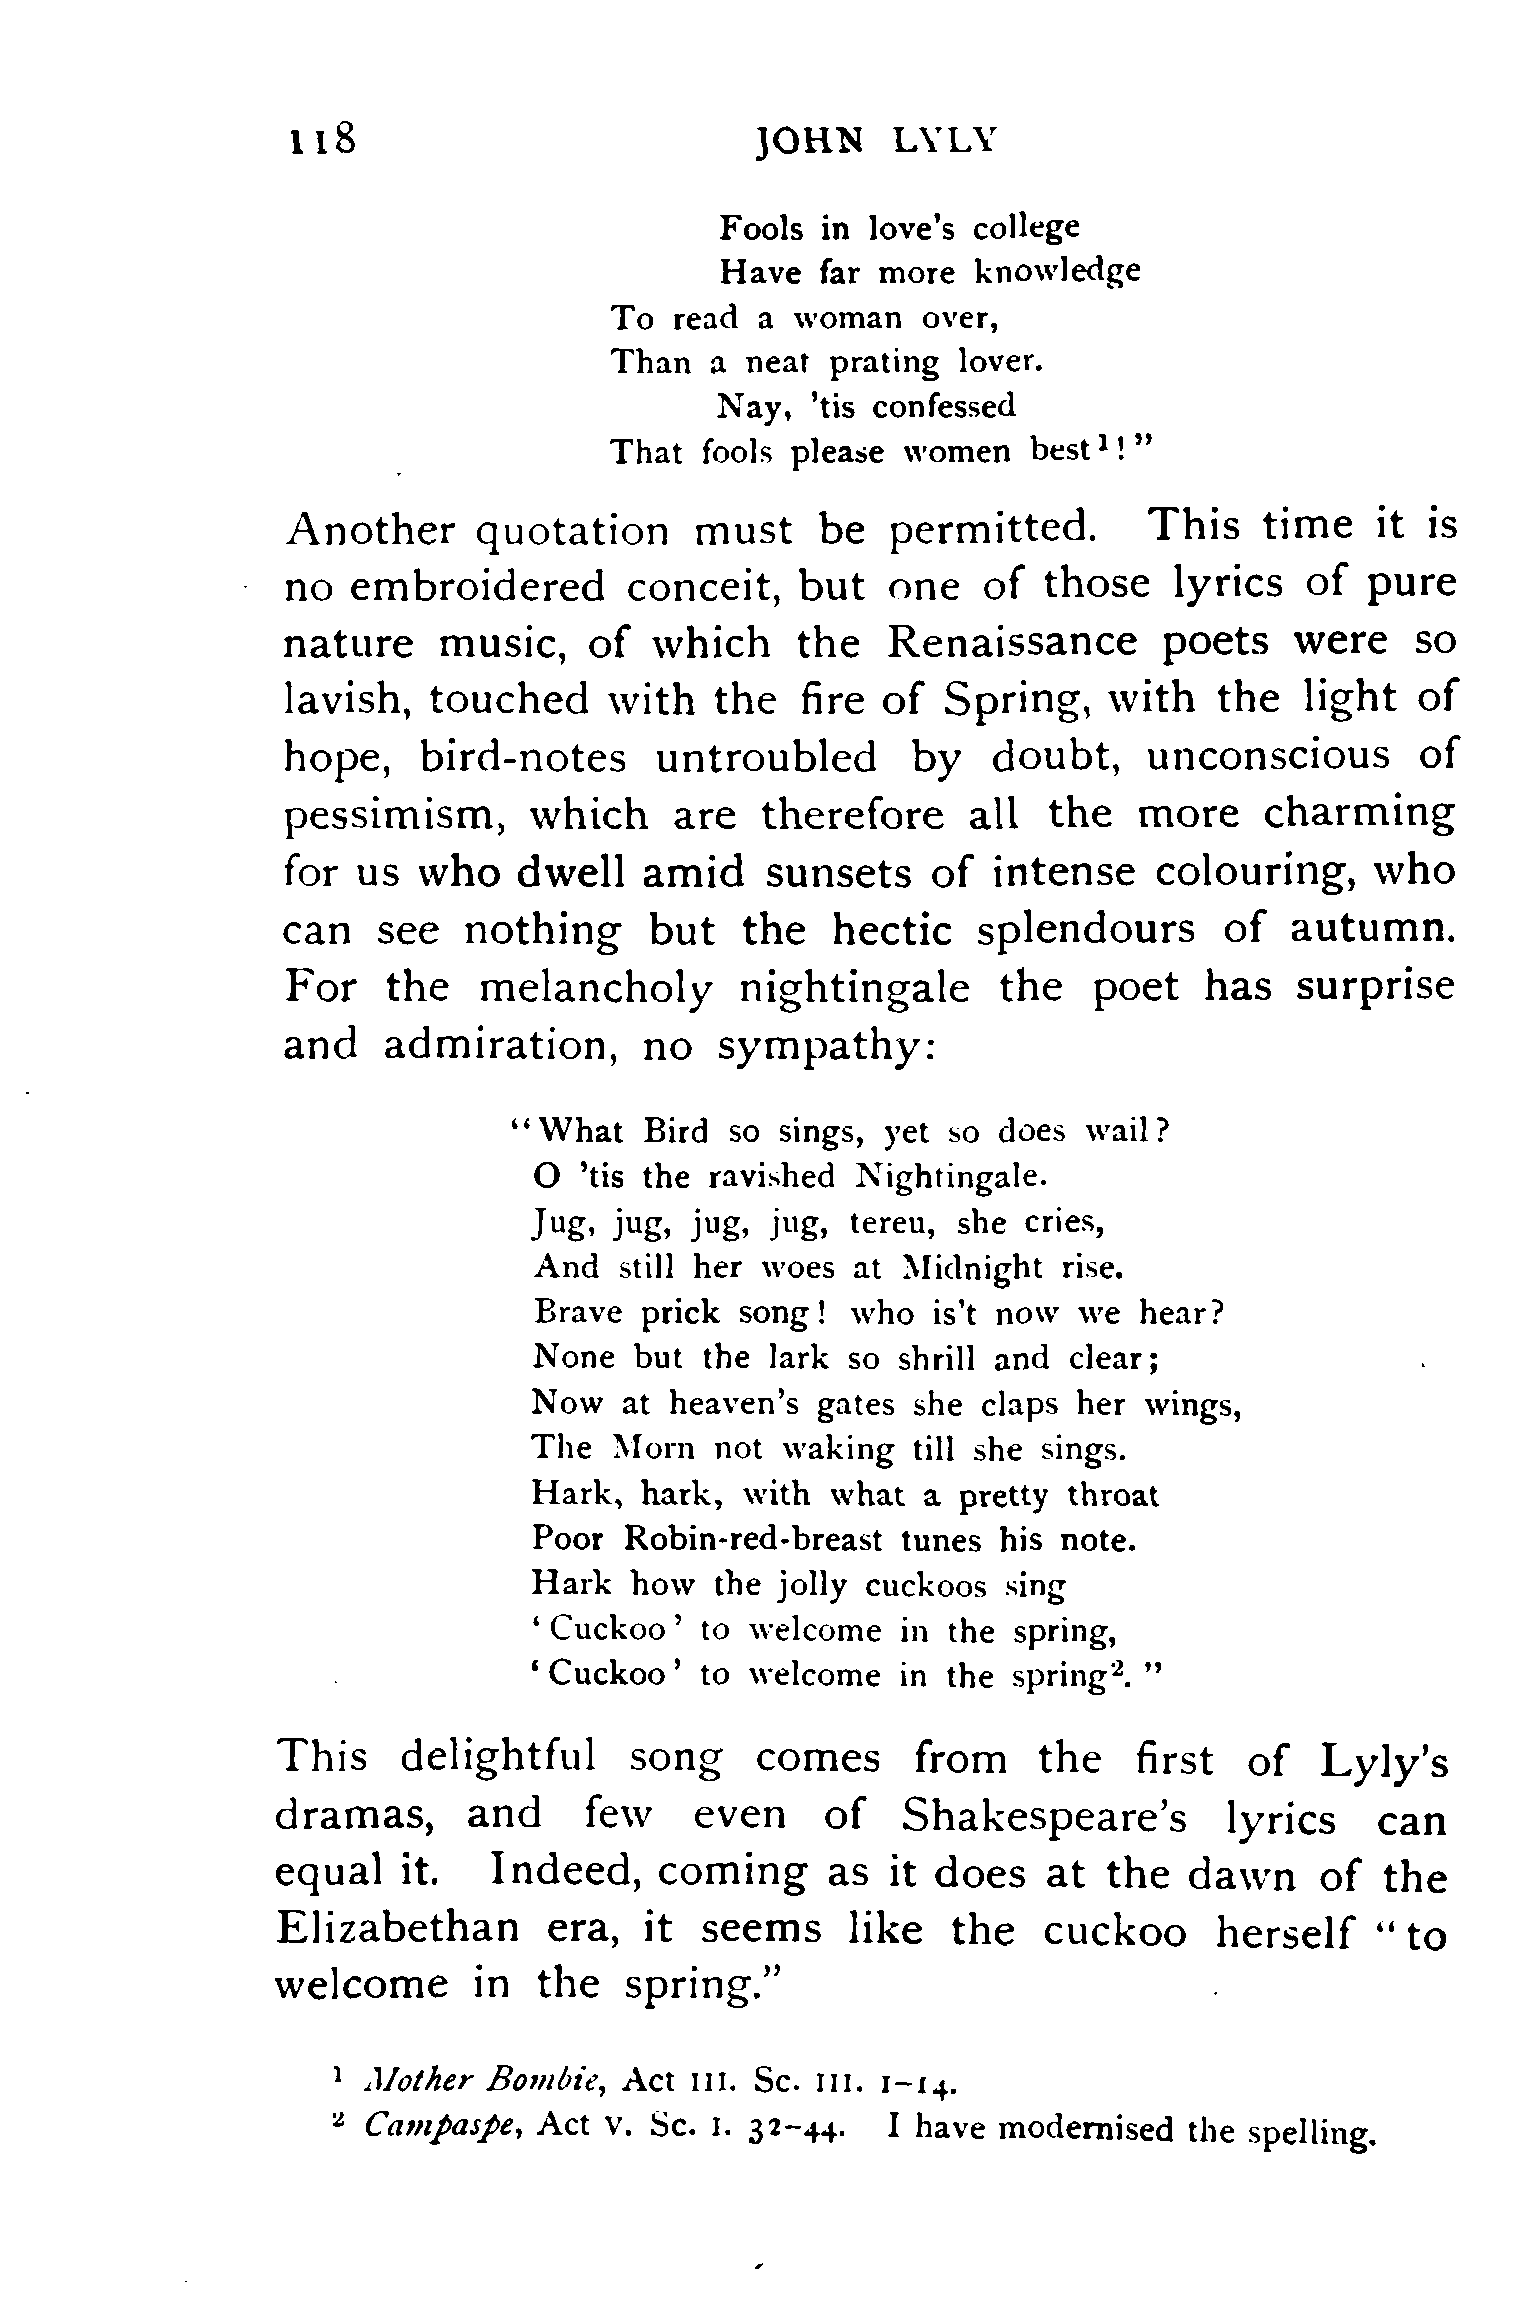 118 JOHN LYLY
Fools in love's college
Have far more knowledge
To read a woman over,
Than a neat prating lover.
Nay, 'tis confessed
That fools please women best¹!"
Another quotation must be permitted. This time it is
no embroidered conceit, but one of those lyrics of pure
nature music, of which the Renaissance poets were so
lavish, touched with the fire of Spring, with the light of
hope, bird-notes untroubled by doubt, unconscious of
pessimism, which are therefore all the more charming
for us who dwell amid sunsets of intense colouring, who
can see nothing but the hectic splendours of autumn.
For the melancholy nightingale the poet has surprise
and admiration, no sympathy:
"What Bird so sings, yet so does wail?
O 'tis the ravished Nightingale.
Jug, jug, jug, jug, tereu, she cries,
And still her woes at Midnight rise.
Brave prick song! who is't now we hear?
None but the lark so shrill and clear;
Now at heaven's gates she claps her wings,
The Morn not waking till she sings.
Hark, hark, with what a pretty throat
Poor Robin-red-breast tunes his note.
Hark how the jolly cuckoos sing
'Cuckoo' to welcome in the spring,
'Cuckoo' to welcome in the spring²."
This delightful song comes from the first of Lyly's
dramas, and few even of Shakespeare's lyrics can
equal it. Indeed, coming as it does at the dawn of the
Elizabethan era, it seems like the cuckoo herself "to
welcome in the spring."
¹ Mother Bombie, Act III. Sc. III. 1-14.
² Campaspe, Act V. Sc. I. 32-44. I have modernised the spelling.